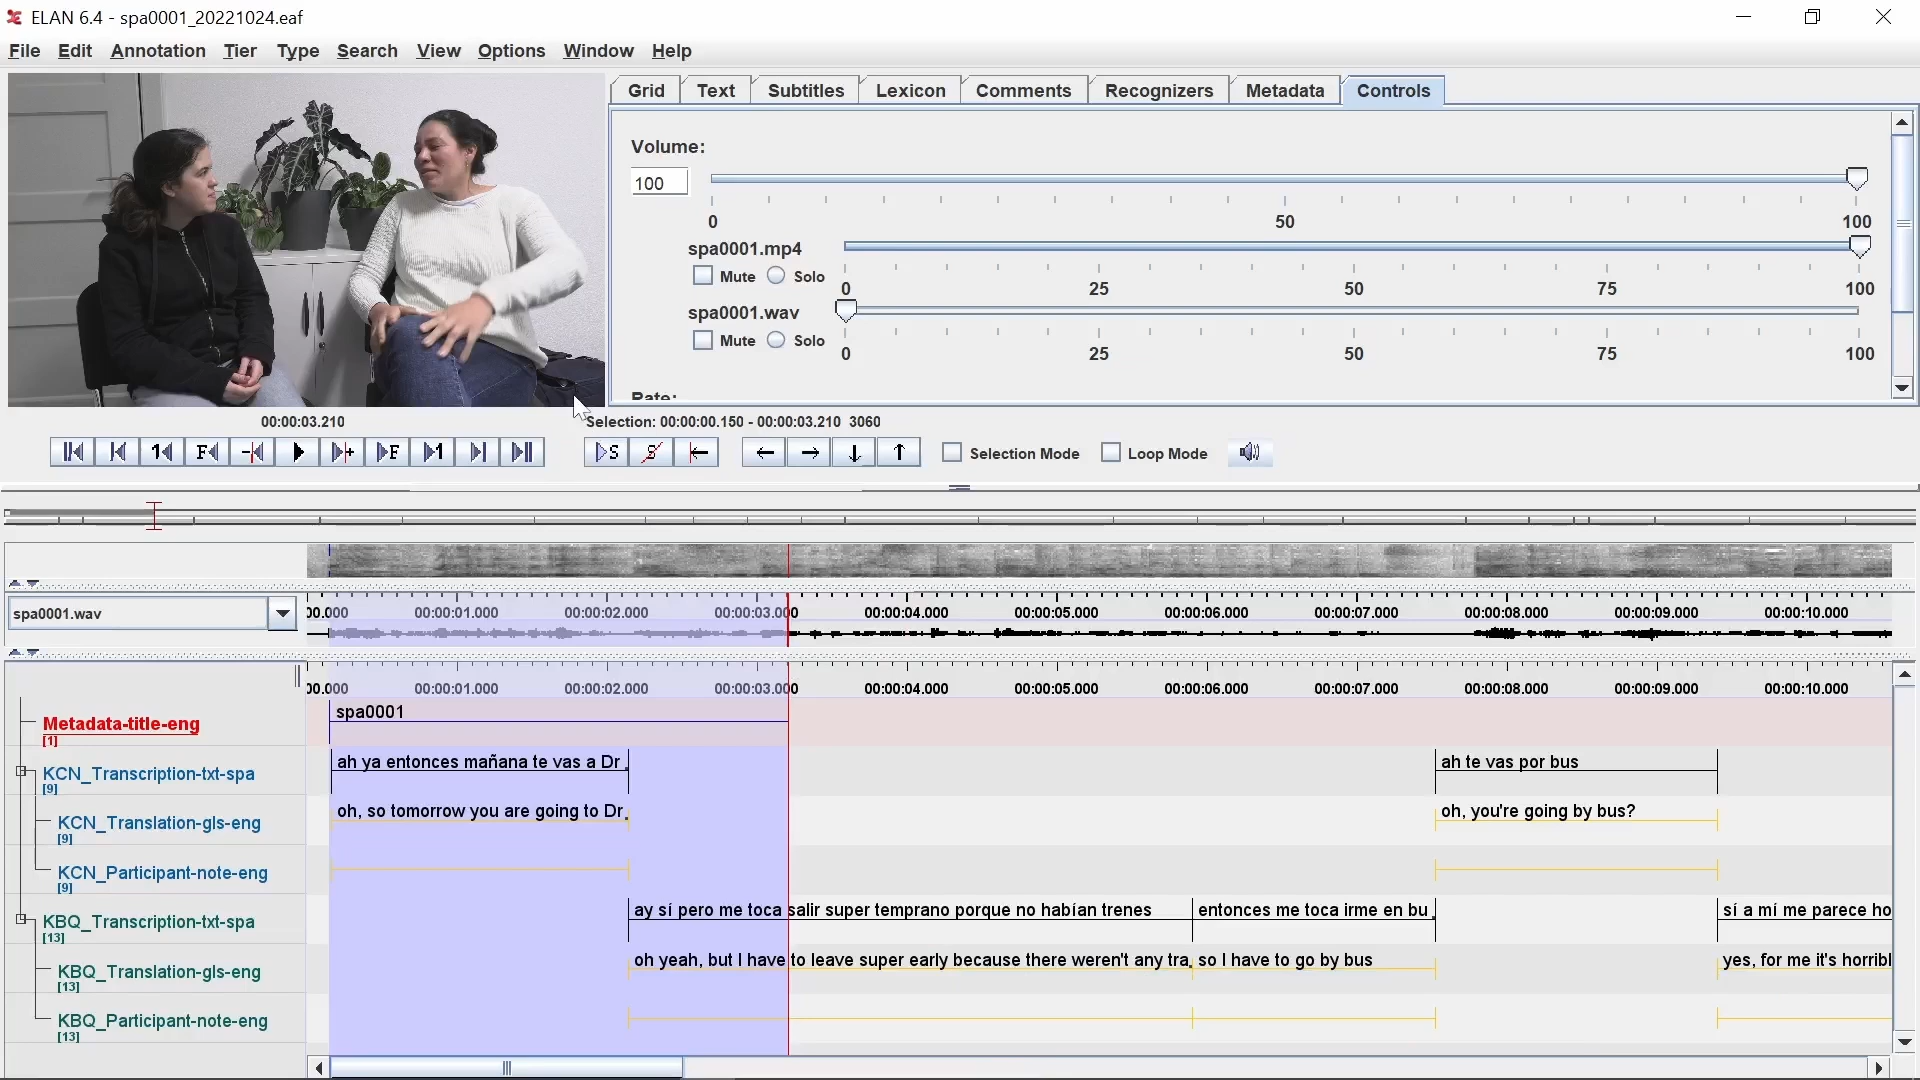 ELAN 6.4 - spa0001_20221024.eaf
File Edit Annotation Tier Type Search View Options Window Help
Grid Text Subtitles Lexicon Comments Recognizers Metadata Controls
Volume:
100
0 50 100
spa0001.mp4
Mute Solo
0 25 50 75 100
spa0001.wav
Mute Solo
0 25 50 75 100
Rate:
00:00:03.210
Selection: 00:00:00.150 - 00:00:03.210 3060
1 F F 1 S S Selection Mode Loop Mode
spa0001.wav
00.000 00:00:01.000 00:00:02.000 00:00:03.000 00:00:04.000 00:00:05.000 00:00:06.000 00:00:07.000 00:00:08.000 00:00:09.000 00:00:10.000
00.000 00:00:01.000 00:00:02.000 00:00:03.000 00:00:04.000 00:00:05.000 00:00:06.000 00:00:07.000 00:00:08.000 00:00:09.000 00:00:10.000
Metadata-title-eng spa0001
[1]
KCN_Transcription-txt-spa ah ya entonces mañana te vas a Dr ah te vas por bus
[9]
KCN_Translation-gls-eng oh, so tomorrow you are going to Dr oh, you're going by bus?
[9]
KCN_Participant-note-eng
[9]
KBQ_Transcription-txt-spa ay sí pero me toca salir super temprano porque no habían trenes entonces me toca irme en bu sí a mí me parece ho
[13]
KBQ_Translation-gls-eng oh yeah, but I have to leave super early because there weren't any tra so I have to go by bus yes, for me it's horribl
[13]
KBQ_Participant-note-eng
[13]